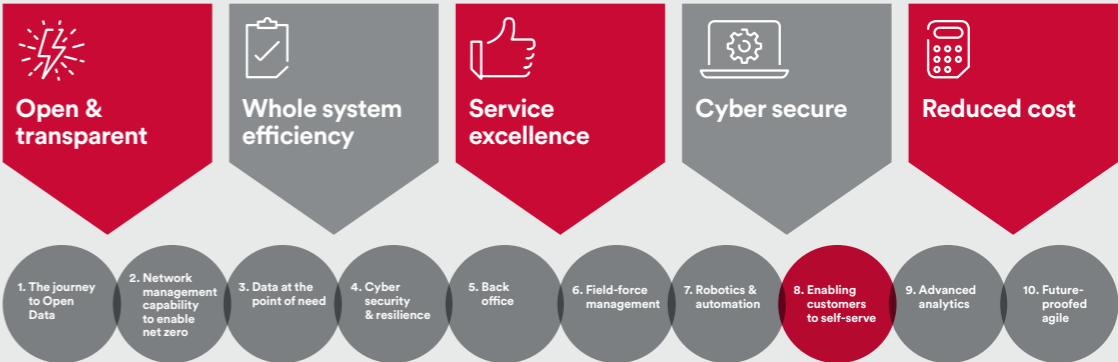 Open &
transparent
Whole system
efficiency
Service
excellence
Cyber secure
Reduced cost
1. The journey
to Open
Data
2. Network
management
capability
to enable
net zero
3. Data at the
point of need
4. Cyber
security
& resilience
5. Back
office
6. Field-force
management
7. Robotics &
automation
8. Enabling
customers
to self-serve
9. Advanced
analytics
10. Future-
proofed
agile